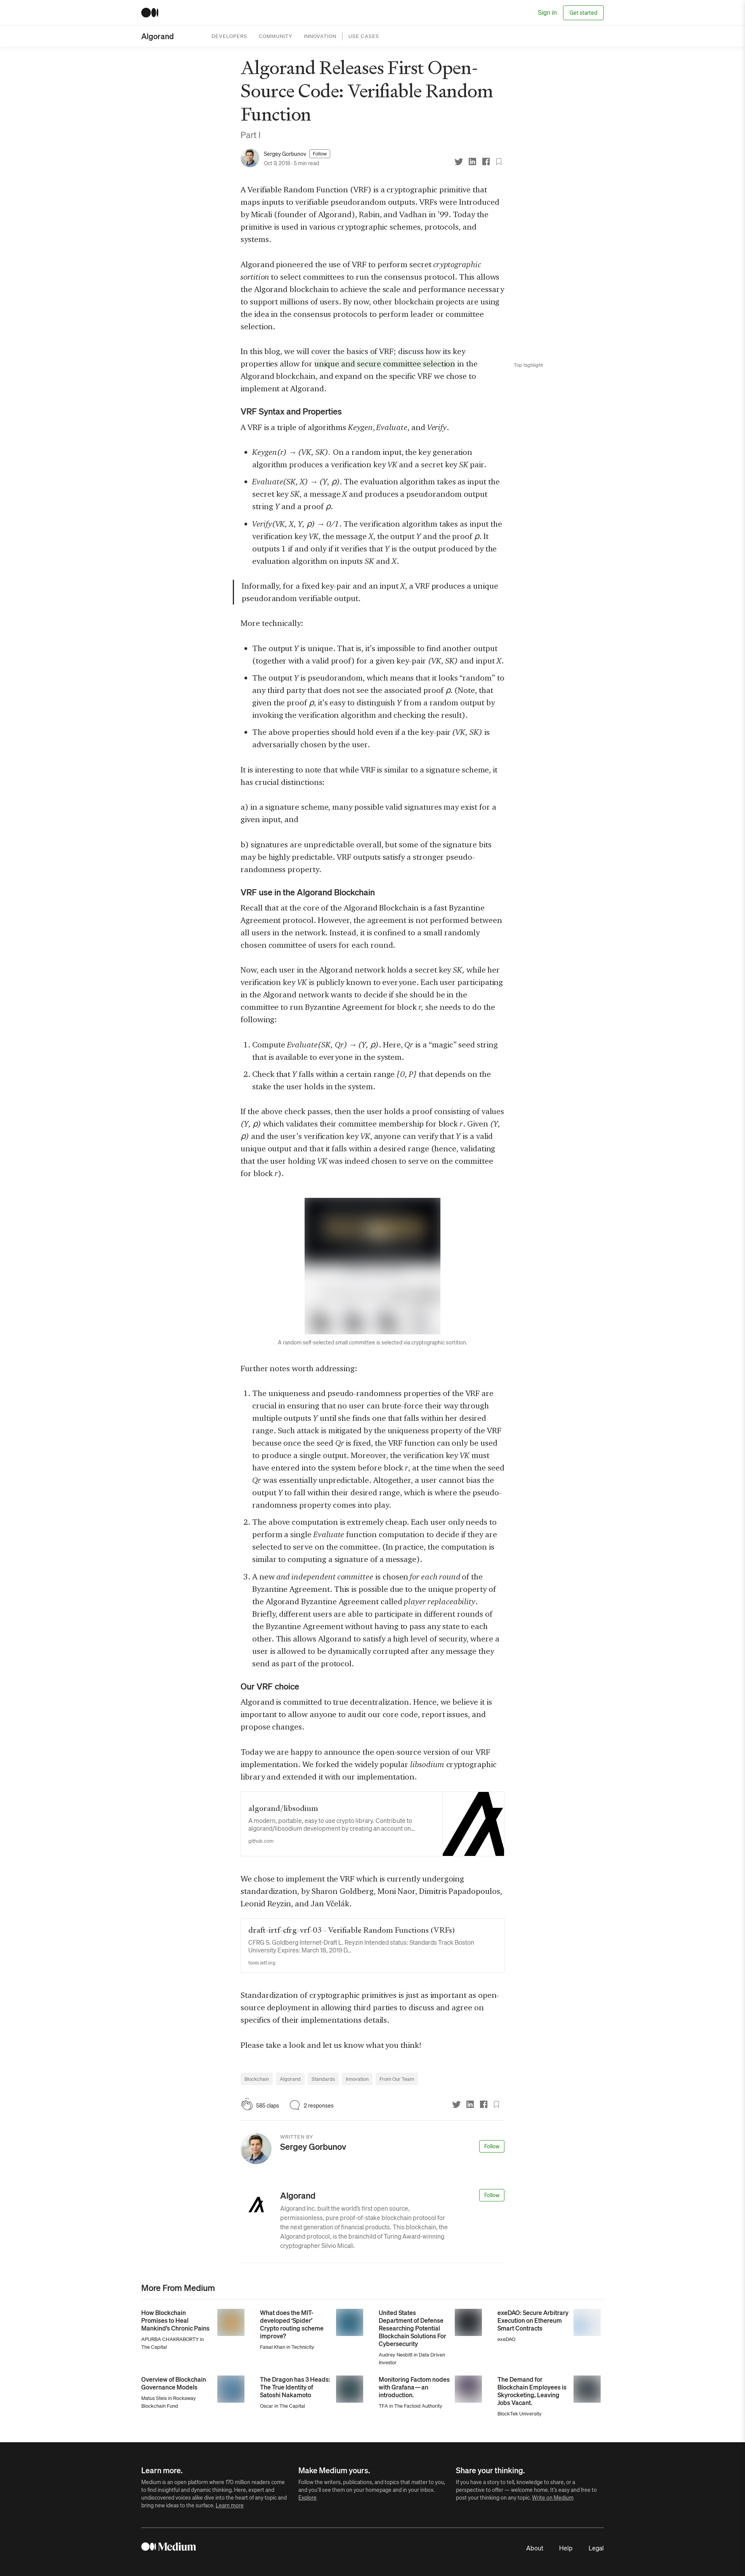 Sign in
Get started
Algorand
DEVELOPERS
COMMUNITY
INNOVATION
USE CASES
Algorand Releases First Open-
Source Code: Verifiable Random
Function
Part I
Sergey Gorbunov
Follow
Oct 9, 2018 · 5 min read
A Verifiable Random Function (VRF) is a cryptographic primitive that
maps inputs to verifiable pseudorandom outputs. VRFs were Introduced
by Micali (founder of Algorand), Rabin, and Vadhan in '99. Today the
primitive is used in various cryptographic schemes, protocols, and
systems.
Algorand pioneered the use of VRF to perform secret cryptographic
sortition to select committees to run the consensus protocol. This allows
the Algorand blockchain to achieve the scale and performance necessary
to support millions of users. By now, other blockchain projects are using
the idea in the consensus protocols to perform leader or committee
selection.
In this blog, we will cover the basics of VRF; discuss how its key
properties allow for unique and secure committee selection in the
Top highlight
Algorand blockchain, and expand on the specific VRF we chose to
implement at Algorand.
VRF Syntax and Properties
A VRF is a triple of algorithms Keygen, Evaluate, and Verify.
• Keygen(r) → (VK, SK). On a random input, the key generation
algorithm produces a verification key VK and a secret key SK pair.
• Evaluate(SK, X) → (Y, ⍴). The evaluation algorithm takes as input the
secret key SK, a message X and produces a pseudorandom output
string Y and a proof ⍴.
• Verify(VK, X, Y, ⍴) → 0/1. The verification algorithm takes as input the
verification key VK, the message X, the output Y and the proof ⍴. It
outputs 1 if and only if it verifies that Y is the output produced by the
evaluation algorithm on inputs SK and X.
Informally, for a fixed key-pair and an input X, a VRF produces a unique
pseudorandom verifiable output.
More technically:
• The output Y is unique. That is, it's impossible to find another output
(together with a valid proof) for a given key-pair (VK, SK) and input X.
• The output Y is pseudorandom, which means that it looks "random" to
any third party that does not see the associated proof ⍴. (Note, that
given the proof ⍴, it's easy to distinguish Y from a random output by
invoking the verification algorithm and checking the result).
• The above properties should hold even if a the key-pair (VK, SK) is
adversarially chosen by the user.
It is interesting to note that while VRF is similar to a signature scheme, it
has crucial distinctions:
a) in a signature scheme, many possible valid signatures may exist for a
given input, and
b) signatures are unpredictable overall, but some of the signature bits
may be highly predictable. VRF outputs satisfy a stronger pseudo-
randomness property.
VRF use in the Algorand Blockchain
Recall that at the core of the Algorand Blockchain is a fast Byzantine
Agreement protocol. However, the agreement is not performed between
all users in the network. Instead, it is confined to a small randomly
chosen committee of users for each round.
Now, each user in the Algorand network holds a secret key SK, while her
verification key VK is publicly known to everyone. Each user participating
in the Algorand network wants to decide if she should be in the
committee to run Byzantine Agreement for block r, she needs to do the
following:
1. Compute Evaluate(SK, Qr) → (Y, ⍴). Here, Qr is a "magic" seed string
that is available to everyone in the system.
2. Check that Y falls within a certain range [0, P] that depends on the
stake the user holds in the system.
If the above check passes, then the user holds a proof consisting of values
(Y, ⍴) which validates their committee membership for block r. Given (Y,
⍴) and the user's verification key VK, anyone can verify that Y is a valid
unique output and that it falls within a desired range (hence, validating
that the user holding VK was indeed chosen to serve on the committee
for block r).
A random self-selected small committee is selected via cryptographic sortition.
Further notes worth addressing:
1. The uniqueness and pseudo-randomness properties of the VRF are
crucial in ensuring that no user can brute-force their way through
multiple outputs Y until she finds one that falls within her desired
range. Such attack is mitigated by the uniqueness property of the VRF
because once the seed Qr is fixed, the VRF function can only be used
to produce a single output. Moreover, the verification key VK must
have entered into the system before block r, at the time when the seed
Qr was essentially unpredictable. Altogether, a user cannot bias the
output Y to fall within their desired range, which is where the pseudo-
randomness property comes into play.
2. The above computation is extremely cheap. Each user only needs to
perform a single Evaluate function computation to decide if they are
selected to serve on the committee. (In practice, the computation is
similar to computing a signature of a message).
3. A new and independent committee is chosen for each round of the
Byzantine Agreement. This is possible due to the unique property of
the Algorand Byzantine Agreement called player replaceability.
Briefly, different users are able to participate in different rounds of
the Byzantine Agreement without having to pass any state to each
other. This allows Algorand to satisfy a high level of security, where a
user is allowed to be dynamically corrupted after any message they
send as part of the protocol.
Our VRF choice
Algorand is committed to true decentralization. Hence, we believe it is
important to allow anyone to audit our core code, report issues, and
propose changes.
Today we are happy to announce the open-source version of our VRF
implementation. We forked the widely popular libsodium cryptographic
library and extended it with our implementation.
algorand/libsodium
A modern, portable, easy to use crypto library. Contribute to
algorand/libsodium development by creating an account on…
github.com
We chose to implement the VRF which is currently undergoing
standardization, by Sharon Goldberg, Moni Naor, Dimitris Papadopoulos,
Leonid Reyzin, and Jan Včelák.
draft-irtf-cfrg-vrf-03 - Verifiable Random Functions (VRFs)
CFRG S. Goldberg Internet-Draft L. Reyzin Intended status: Standards Track Boston
University Expires: March 18, 2019 D…
tools.ietf.org
Standardization of cryptographic primitives is just as important as open-
source deployment in allowing third parties to discuss and agree on
specifics of their implementations details.
Please take a look and let us know what you think!
Blockchain
Algorand
Standards
Innovation
From Our Team
585 claps
2 responses
WRITTEN BY
Sergey Gorbunov
Follow
Algorand
Follow
Algorand Inc. built the world's first open source,
permissionless, pure proof-of-stake blockchain protocol for
the next generation of financial products. This blockchain, the
Algorand protocol, is the brainchild of Turing Award-winning
cryptographer Silvio Micali.
More From Medium
How Blockchain
Promises to Heal
Mankind's Chronic Pains
APURBA CHAKRABORTY in
The Capital
What does the MIT-
developed 'Spider'
Crypto routing scheme
improve?
Faisal Khan in Technicity
United States
Department of Defense
Researching Potential
Blockchain Solutions For
Cybersecurity
Audrey Nesbitt in Data Driven
Investor
exeDAO: Secure Arbitrary
Execution on Ethereum
Smart Contracts
exeDAO
Overview of Blockchain
Governance Models
Matus Steis in Rockaway
Blockchain Fund
The Dragon has 3 Heads:
The True Identity of
Satoshi Nakamoto
Oscar in The Capital
Monitoring Factom nodes
with Grafana — an
introduction.
TFA in The Factoid Authority
The Demand for
Blockchain Employees is
Skyrocketing, Leaving
Jobs Vacant.
BlockTek University
Learn more.
Medium is an open platform where 170 million readers come
to find insightful and dynamic thinking. Here, expert and
undiscovered voices alike dive into the heart of any topic and
bring new ideas to the surface. Learn more
Make Medium yours.
Follow the writers, publications, and topics that matter to you,
and you'll see them on your homepage and in your inbox.
Explore
Share your thinking.
If you have a story to tell, knowledge to share, or a
perspective to offer — welcome home. It's easy and free to
post your thinking on any topic. Write on Medium
Medium
About
Help
Legal